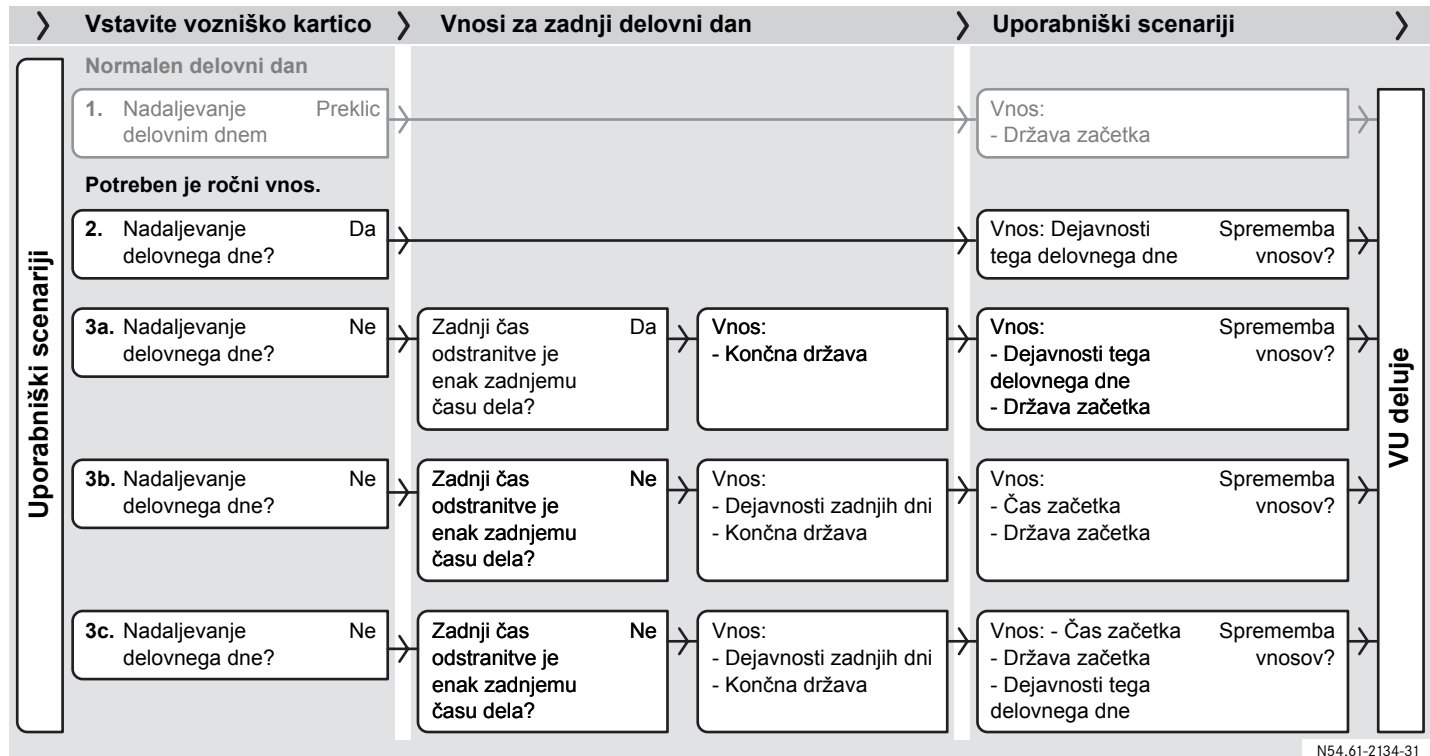 Vstavite vozniško kartico
Vnosi za zadnji delovni dan
Uporabniški scenariji
Uporabniški scenariji
Normalen delovni dan
1. Nadaljevanje Preklic
delovnim dnem
Vnos:
- Država začetka
Potreben je ročni vnos.
2. Nadaljevanje Da
delovnega dne?
Vnos: Dejavnosti Sprememba
tega delovnega dne vnosov?
3a. Nadaljevanje Ne
delovnega dne?
Zadnji čas Da
odstranitve je
enak zadnjemu
času dela?
Vnos:
- Končna država
Vnos: Sprememba
- Dejavnosti tega vnosov?
delovnega dne
- Država začetka
3b. Nadaljevanje Ne
delovnega dne?
Zadnji čas Ne
odstranitve je
enak zadnjemu
času dela?
Vnos:
- Dejavnosti zadnjih dni
- Končna država
Vnos: Sprememba
- Čas začetka vnosov?
- Država začetka
3c. Nadaljevanje Ne
delovnega dne?
Zadnji čas Ne
odstranitve je
enak zadnjemu
času dela?
Vnos:
- Dejavnosti zadnjih dni
- Končna država
Vnos: - Čas začetka Sprememba
- Država začetka vnosov?
- Dejavnosti tega
delovnega dne
VU deluje
N54.61-2134-31